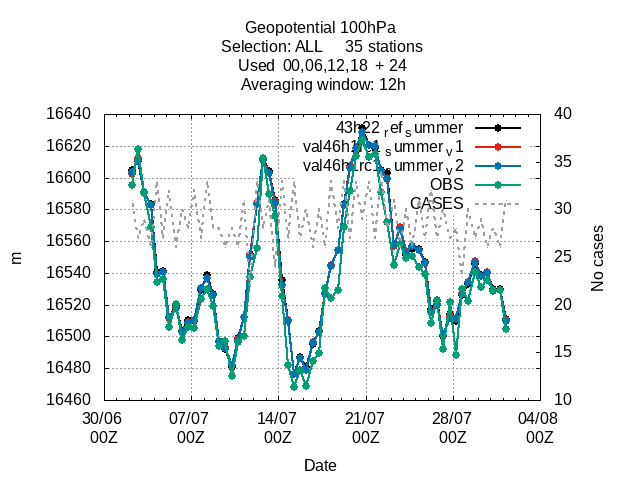 Geopotential 100hPa
Selection: ALL 35 stations
Used 00,06,12,18 + 24
Averaging window: 12h
16640
16620
16600
16580
16560
16540
16520
16500
16480
16460
m
40
35
30
25
20
15
10
No cases
43h22_ref_summer
val46h1rc1_summer_v1
val46h1rc1_summer_v2
OBS
CASES
30/06 07/07 14/07 21/07 28/07 04/08
00Z 00Z 00Z 00Z 00Z 00Z
Date